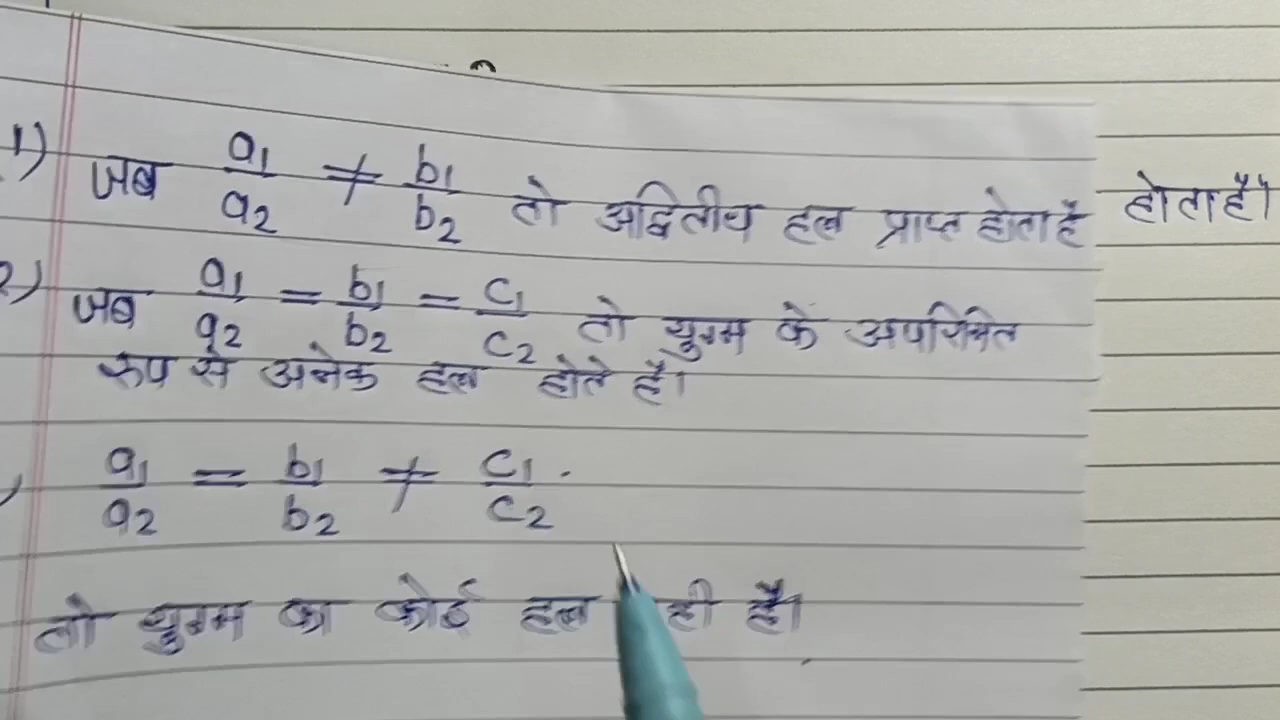 1) जब a₁/a₂ ≠ b₁/b₂ तो अद्वितीय हल प्राप्त होता है होता है।
2) जब a₁/a₂ = b₁/b₂ = c₁/c₂ तो युग्म के अपरिमित
रुप से अनेक हल होते है।
a₁/a₂ = b₁/b₂ ≠ c₁/c₂.
तो युग्म का कोई हल ही है।